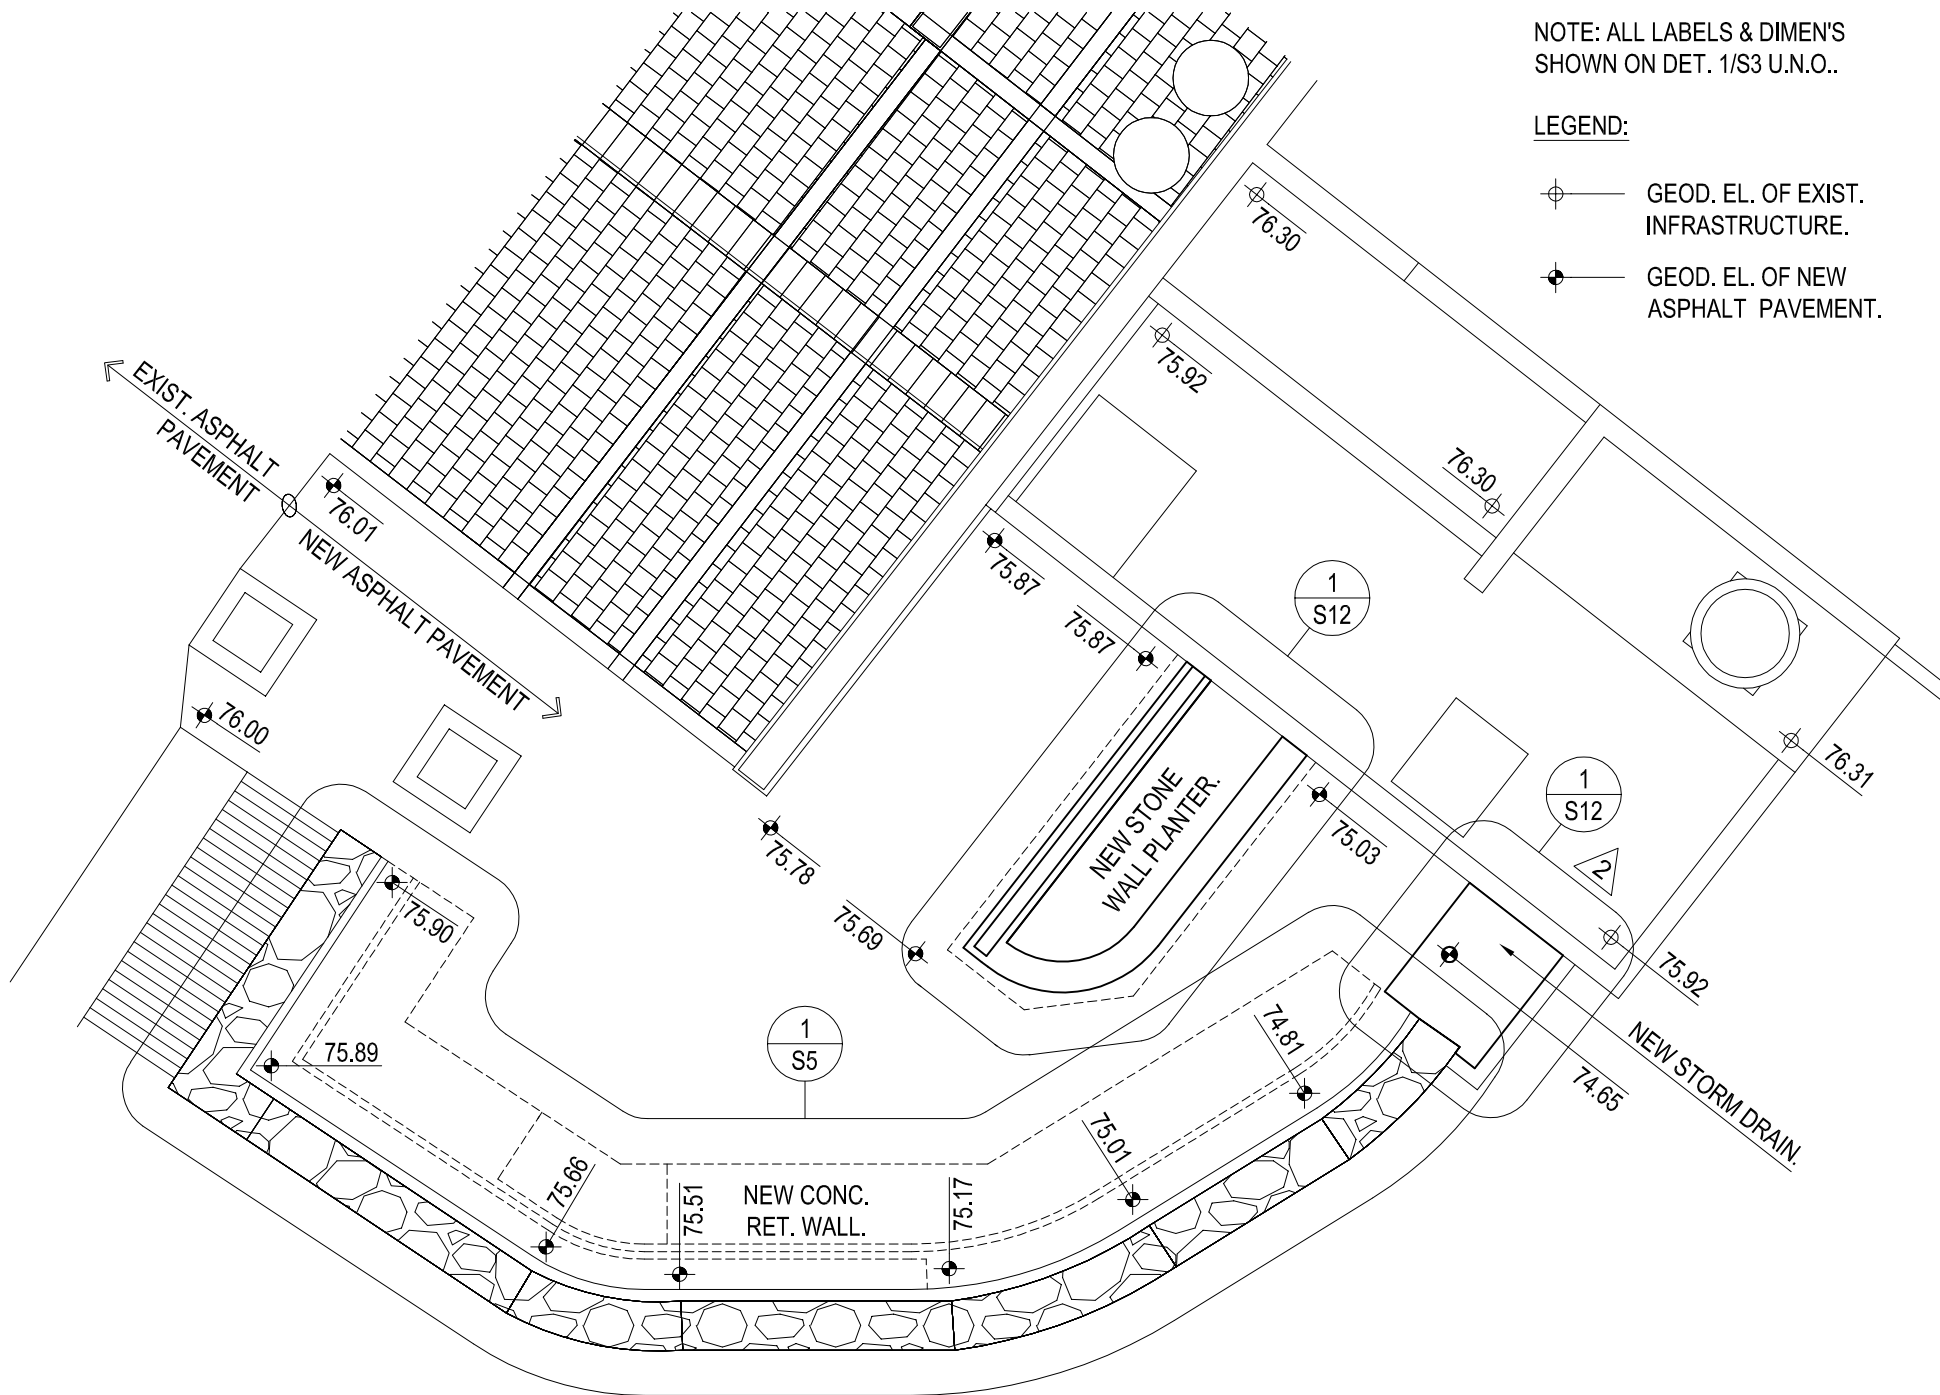 NOTE: ALL LABELS & DIMEN'S
SHOWN ON DET. 1/S3 U.N.O..
LEGEND:
GEOD. EL. OF EXIST.
INFRASTRUCTURE.
GEOD. EL. OF NEW
ASPHALT PAVEMENT.
76.30
75.92
76.30
EXIST. ASPHALT
PAVEMENT
76.01
NEW ASPHALT PAVEMENT
75.87
75.87
1
S12
76.00
76.31
1
S12
2
NEW STONE
WALL PLANTER.
75.03
75.78
75.90
75.69
75.92
1
S5
75.89
74.81
74.65
NEW STORM DRAIN.
75.01
75.66
75.51
NEW CONC.
RET. WALL.
75.17